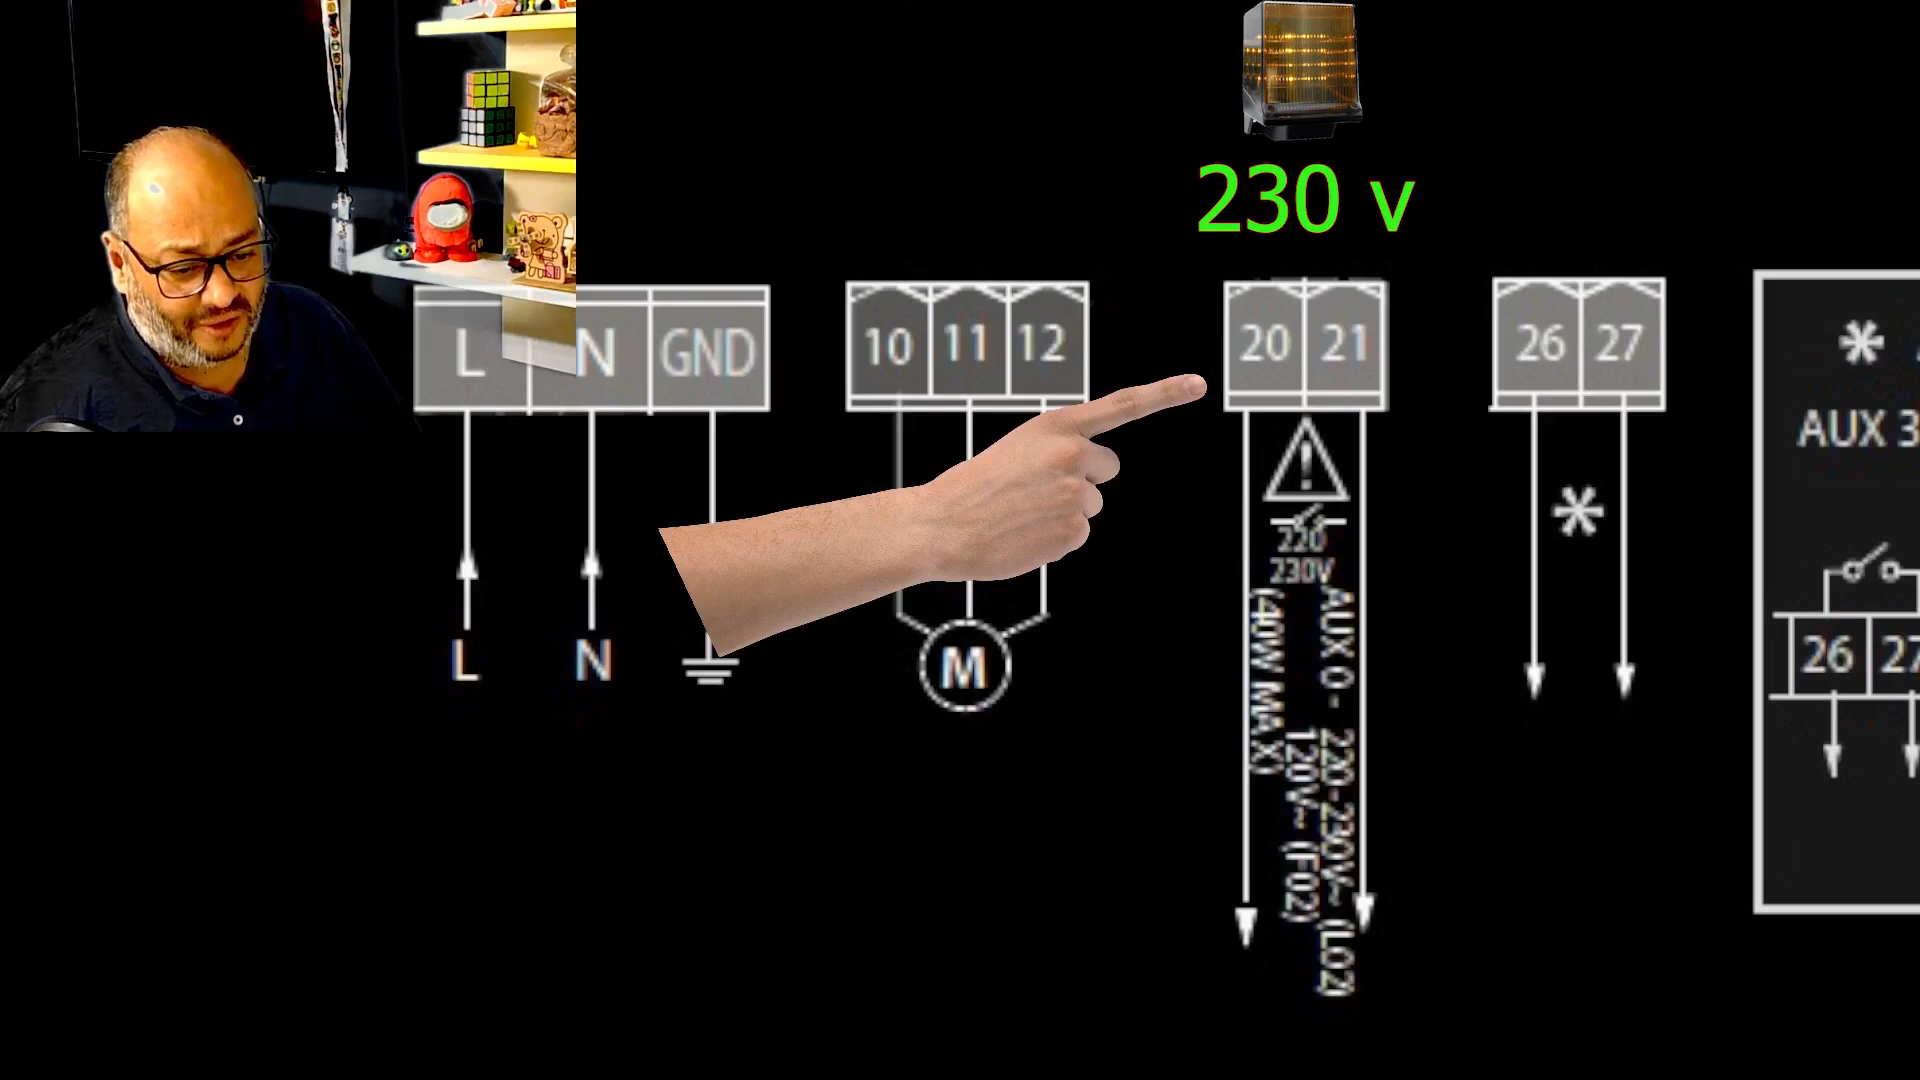 230 v
L N GND
10 11 12
20 21
26 27
AUX 3
220
230V
AUX 0 - 220-230V~ (L02)
120V~ (F02)
(40W MAX)
L N
M
26 27